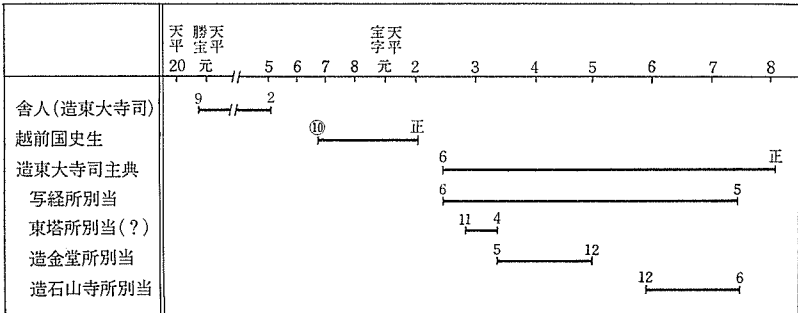 天平 天平勝宝 天平宝字
20 元 5 6 7 8 元 2 3 4 5 6 7 8
舎人(造東大寺司) 9 2
越前国史生 ⑩ 正
造東大寺司主典 6 正
写経所別当 6 5
東塔所別当(?) 11 4
造金堂所別当 5 12
造石山寺所別当 12 6